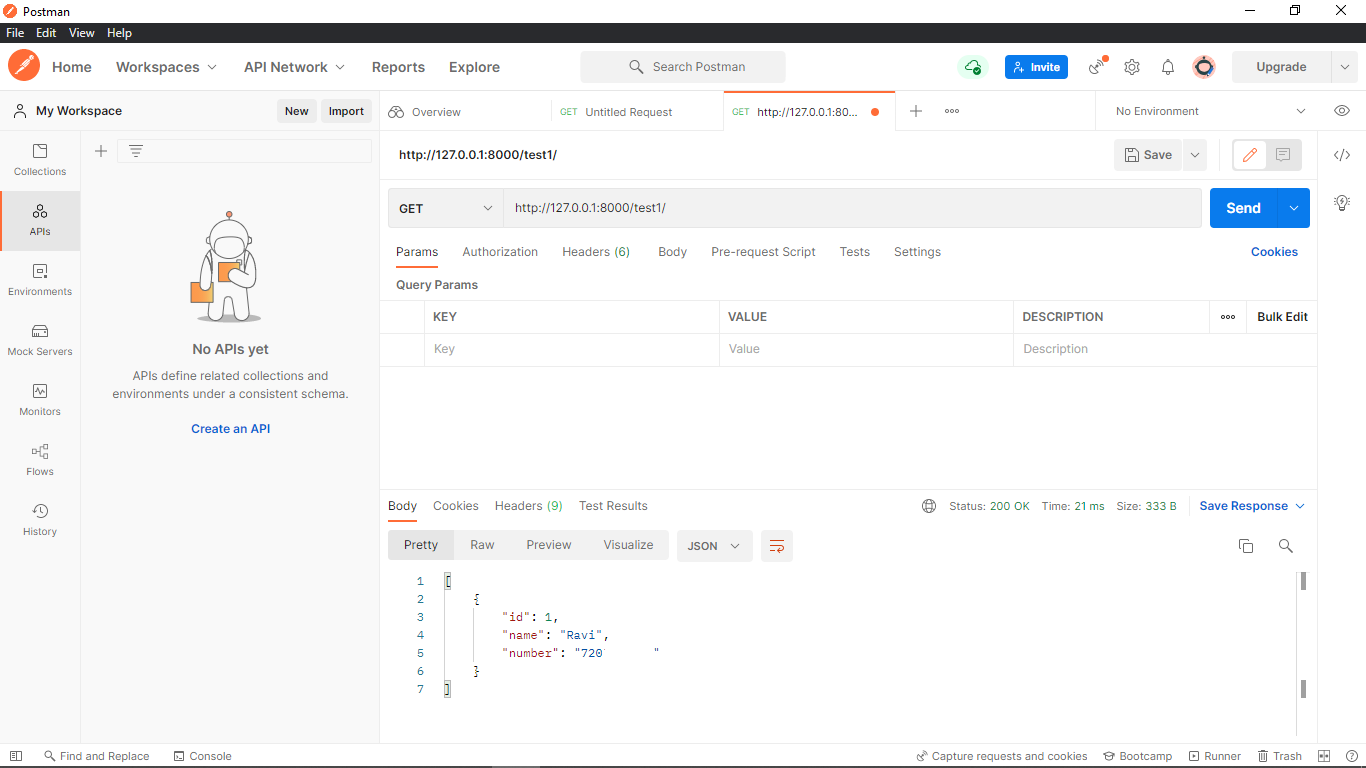 Postman
File Edit View Help
Home Workspaces API Network Reports Explore Search Postman Invite Upgrade
My Workspace New Import
Overview GET Untitled Request GET http://127.0.0.1:80... No Environment
Collections
APIs
Environments
Mock Servers
Monitors
Flows
History
No APIs yet
APIs define related collections and
environments under a consistent schema.
Create an API
http://127.0.0.1:8000/test1/ Save
GET http://127.0.0.1:8000/test1/ Send
Params Authorization Headers (6) Body Pre-request Script Tests Settings Cookies
Query Params
KEY VALUE DESCRIPTION Bulk Edit
Key Value Description
Body Cookies Headers (9) Test Results Status: 200 OK Time: 21 ms Size: 333 B Save Response
Pretty Raw Preview Visualize JSON
1 [
2 {
3 "id": 1,
4 "name": "Ravi",
5 "number": "720 "
6 }
7 ]
Find and Replace Console Capture requests and cookies Bootcamp Runner Trash